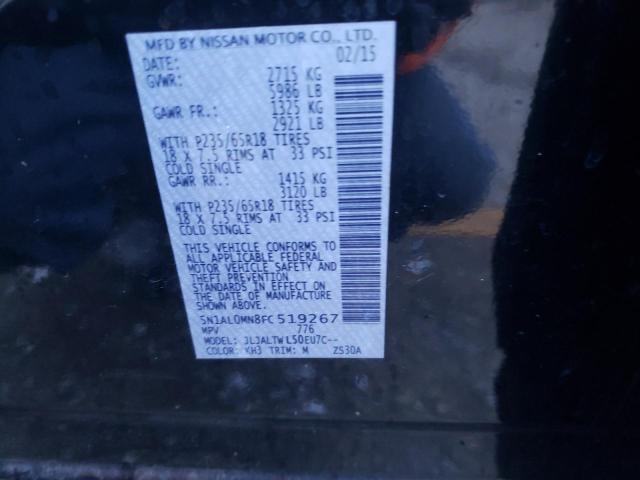 MFD BY NISSAN MOTOR CO., LTD.
DATE: 02/15
GVWR: 2715 KG
5986 LB
GAWR FR.: 1325 KG
2921 LB
WITH P235/65R18 TIRES
18 X 7.5 RIMS AT 33 PSI
COLD SINGLE
GAWR RR.: 1415 KG
3120 LB
WITH P235/65R18 TIRES
18 X 7.5 RIMS AT 33 PSI
COLD SINGLE
THIS VEHICLE CONFORMS TO
ALL APPLICABLE FEDERAL
MOTOR VEHICLE SAFETY AND
THEFT PREVENTION
STANDARDS IN EFFECT ON
THE DATE OF MANUFACTURE
SHOWN ABOVE.
5N1AL0MN8FC519267
MPV 776
MODEL: JLJALTWL50EU7C--
COLOR: KH3 TRIM: M ZS30A